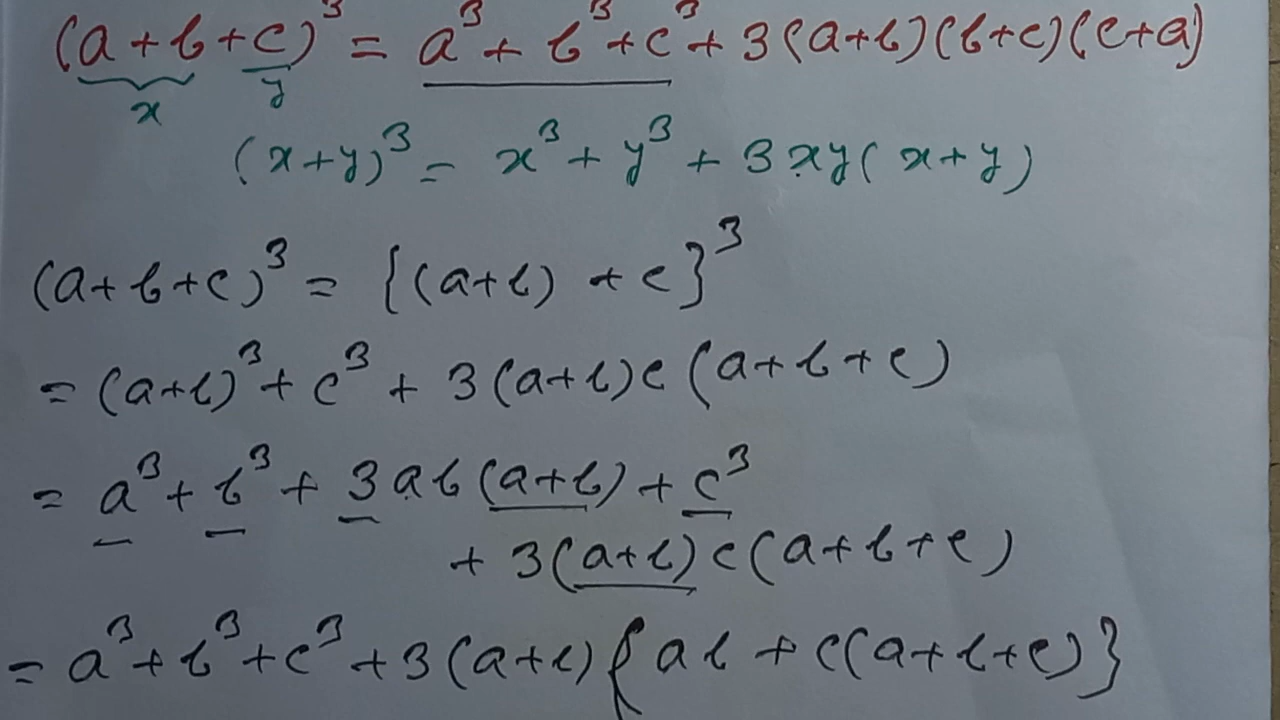 (a+b+c)³ = a³+b³+c³+3(a+b)(b+c)(c+a)
x y
(x+y)³ = x³+y³+3xy(x+y)
(a+b+c)³ = {(a+b)+c}³
= (a+b)³+c³+3(a+b)c(a+b+c)
= a³+b³+3ab(a+b)+c³
+3(a+b)c(a+b+c)
= a³+b³+c³+3(a+b){ab+c(a+b+c)}